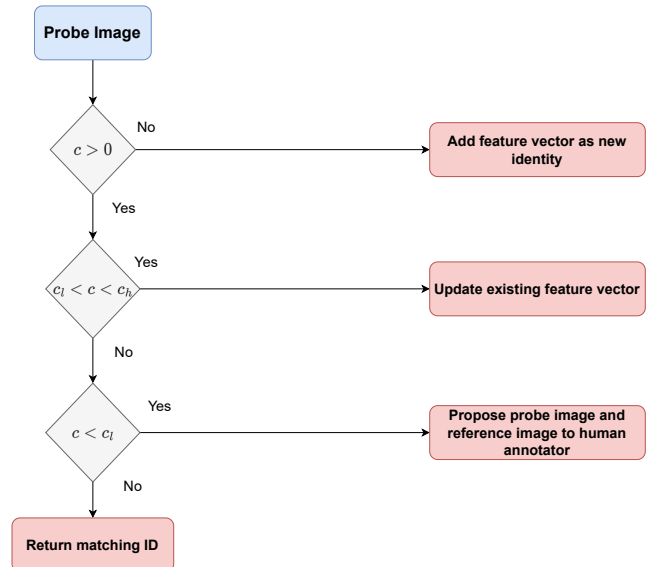 Probe Image
No
c > 0
Add feature vector as new
identity
Yes
Yes
c_l < c < c_h
Update existing feature vector
No
Yes
c < c_l
Propose probe image and
reference image to human
annotator
No
Return matching ID